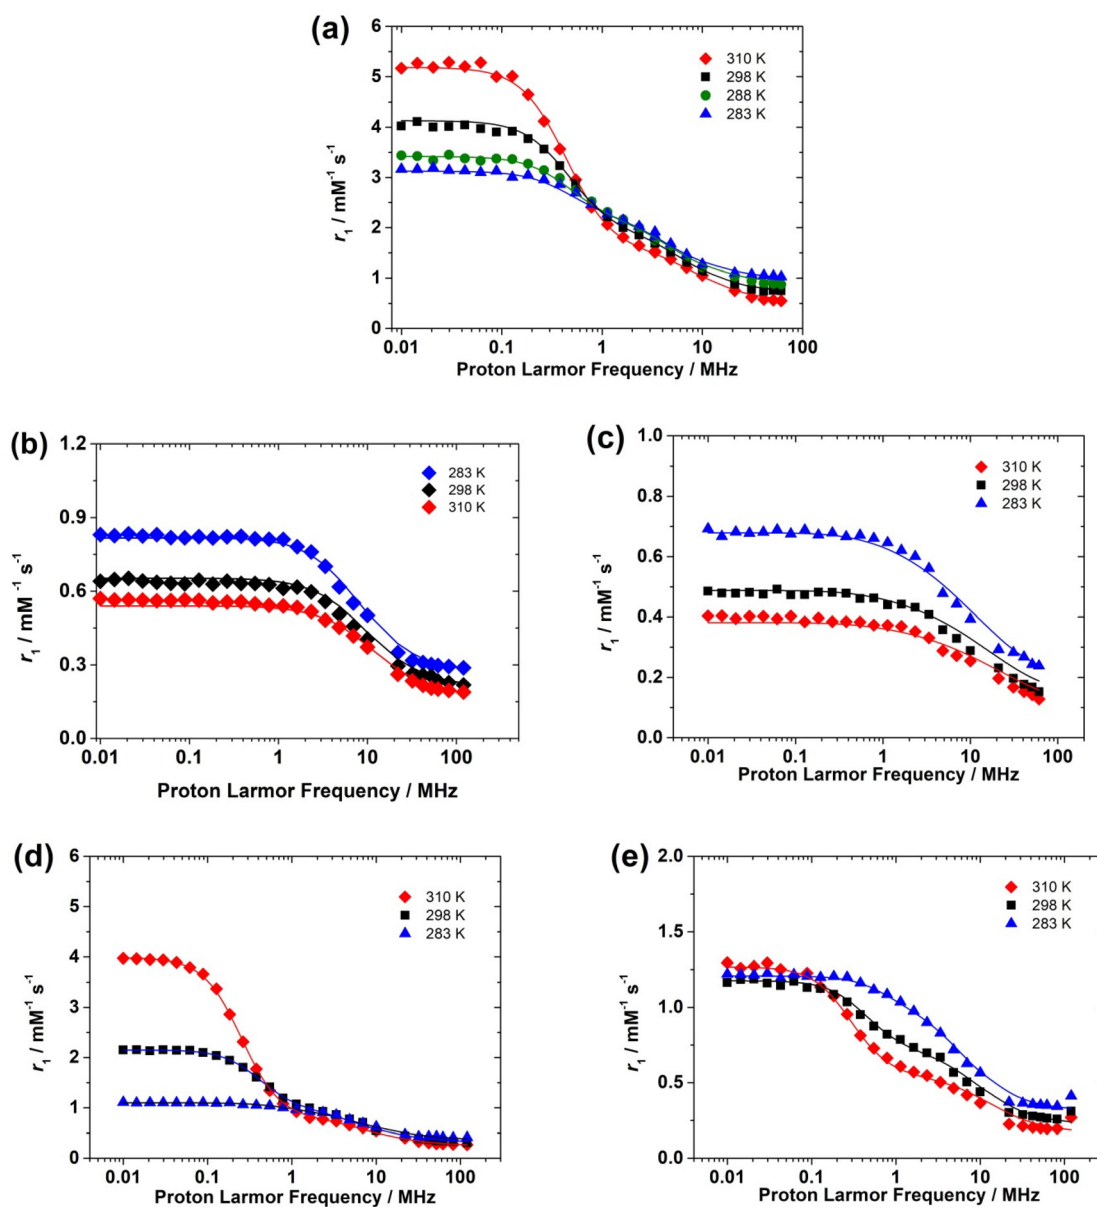 (a)
6
5
4
3
2
1
0
r₁ / mM⁻¹ s⁻¹
310 K
298 K
288 K
283 K
0.01 0.1 1 10 100
Proton Larmor Frequency / MHz
(b)
1.2
0.9
0.6
0.3
0.0
r₁ / mM⁻¹ s⁻¹
283 K
298 K
310 K
0.01 0.1 1 10 100
Proton Larmor Frequency / MHz
(c)
1.0
0.8
0.6
0.4
0.2
0.0
r₁ / mM⁻¹ s⁻¹
310 K
298 K
283 K
0.01 0.1 1 10 100
Proton Larmor Frequency / MHz
(d)
6
5
4
3
2
1
0
r₁ / mM⁻¹ s⁻¹
310 K
298 K
283 K
0.01 0.1 1 10 100
Proton Larmor Frequency / MHz
(e)
2.0
1.5
1.0
0.5
0.0
r₁ / mM⁻¹ s⁻¹
310 K
298 K
283 K
0.01 0.1 1 10 100
Proton Larmor Frequency / MHz